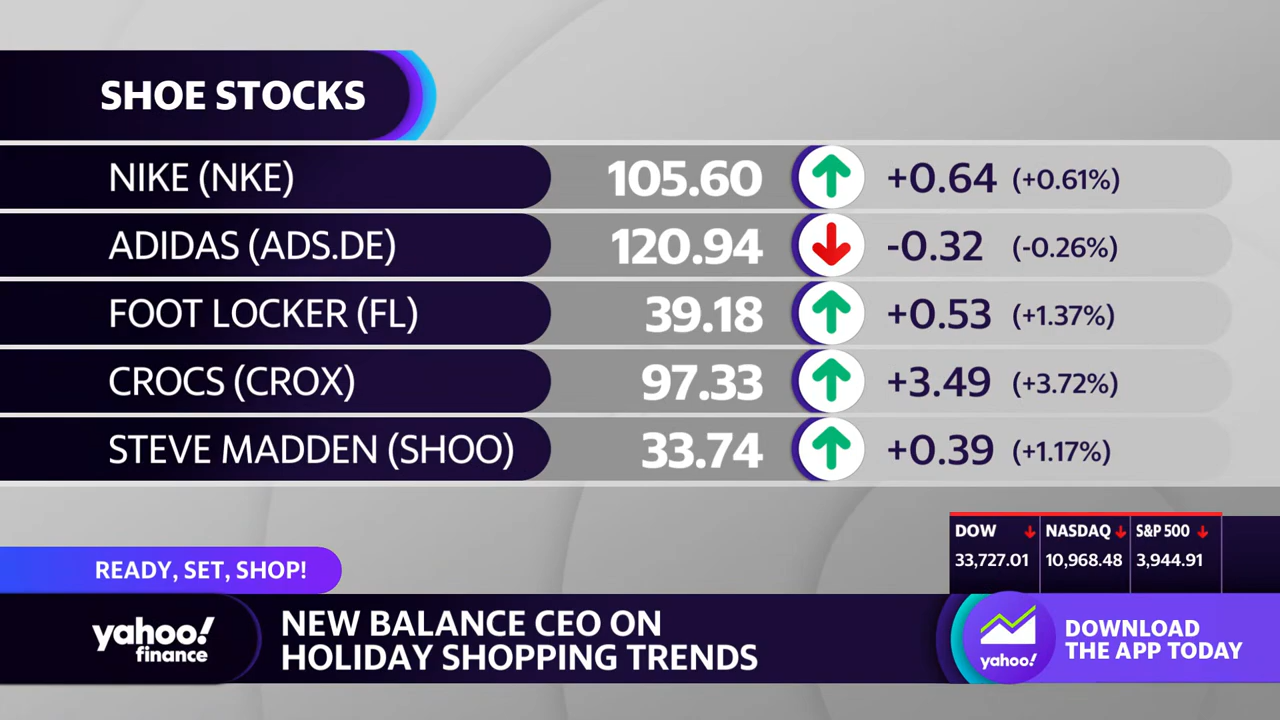 SHOE STOCKS
NIKE (NKE) 105.60 +0.64 (+0.61%)
ADIDAS (ADS.DE) 120.94 -0.32 (-0.26%)
FOOT LOCKER (FL) 39.18 +0.53 (+1.37%)
CROCS (CROX) 97.33 +3.49 (+3.72%)
STEVE MADDEN (SHOO) 33.74 +0.39 (+1.17%)
DOW NASDAQ S&P 500
33,727.01 10,968.48 3,944.91
READY, SET, SHOP!
yahoo!
finance
NEW BALANCE CEO ON
HOLIDAY SHOPPING TRENDS
yahoo!
DOWNLOAD
THE APP TODAY